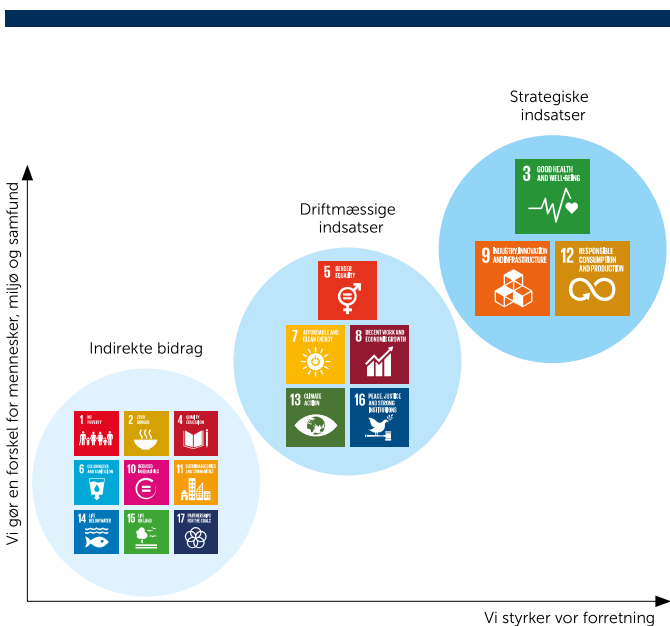 Strategiske
indsatser
3 GOOD HEALTH
AND WELL-BEING
9 INDUSTRY, INNOVATION
AND INFRASTRUCTURE
12 RESPONSIBLE
CONSUMPTION
AND PRODUCTION
Driftmæssige
indsatser
5 GENDER
EQUALITY
7 AFFORDABLE AND
CLEAN ENERGY
8 DECENT WORK AND
ECONOMIC GROWTH
13 CLIMATE
ACTION
16 PEACE, JUSTICE
AND STRONG
INSTITUTIONS
Indirekte bidrag
1 NO
POVERTY
2 ZERO
HUNGER
4 QUALITY
EDUCATION
6 CLEAN WATER
AND SANITATION
10 REDUCED
INEQUALITIES
11 SUSTAINABLE CITIES
AND COMMUNITIES
14 LIFE
BELOW WATER
15 LIFE
ON LAND
17 PARTNERSHIPS
FOR THE GOALS
Vi gør en forskel for mennesker, miljø og samfund
Vi styrker vor forretning